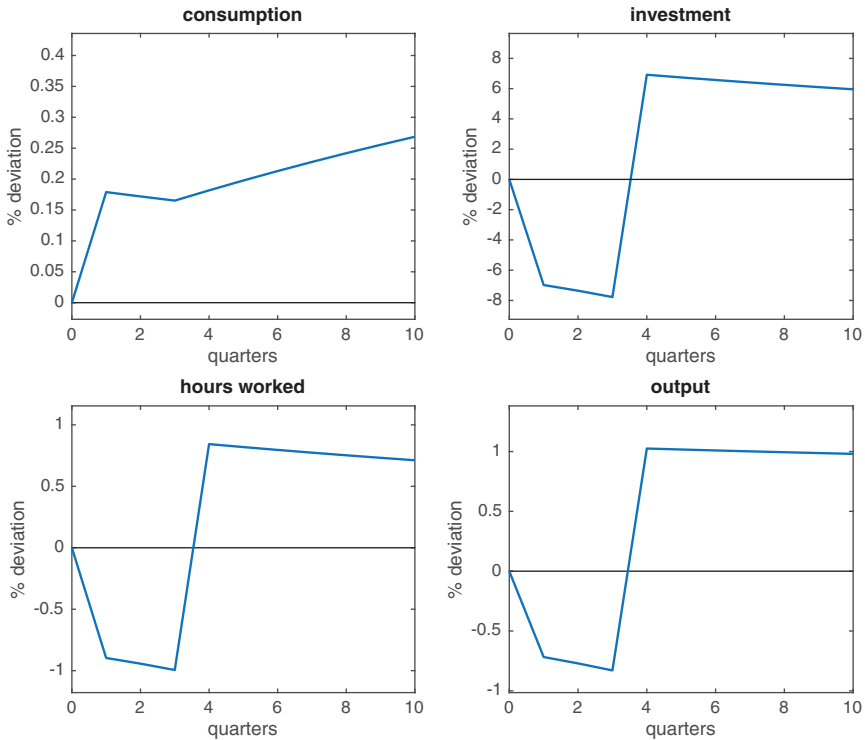 consumption
0.4
0.35
0.3
0.25
0.2
0.15
0.1
0.05
0
% deviation
0 2 4 6 8 10
quarters
investment
8
6
4
2
0
-2
-4
-6
-8
% deviation
0 2 4 6 8 10
quarters
hours worked
1
0.5
0
-0.5
-1
% deviation
0 2 4 6 8 10
quarters
output
1
0.5
0
-0.5
-1
% deviation
0 2 4 6 8 10
quarters